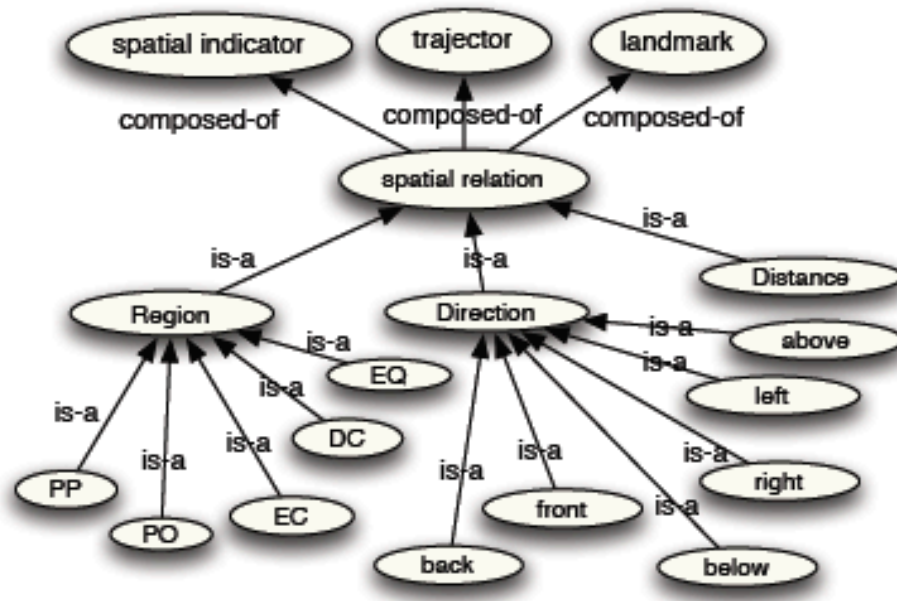 spatial indicator
trajector
landmark
composed-of
composed-of
composed-of
spatial relation
is-a
is-a
is-a
Distance
Region
Direction
is-a
above
is-a
is-a
EQ
left
is-a
DC
is-a
is-a
is-a
is-a
is-a
is-a
right
PP
is-a
front
EC
PO
back
below